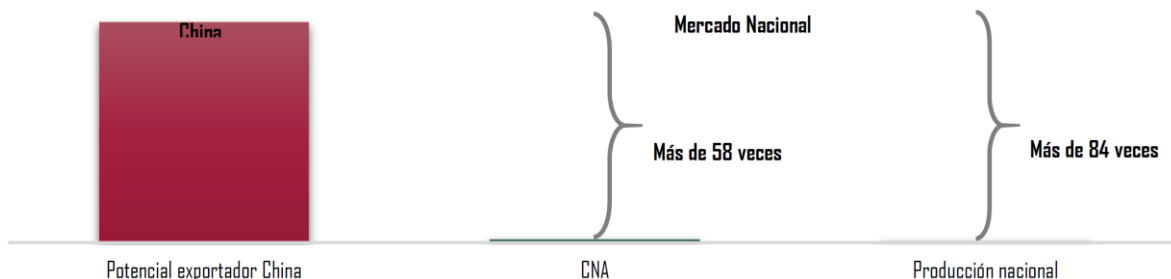 China
Mercado Nacional
Más de 58 veces
Más de 84 veces
Potencial exportador China
CNA
Producción nacional